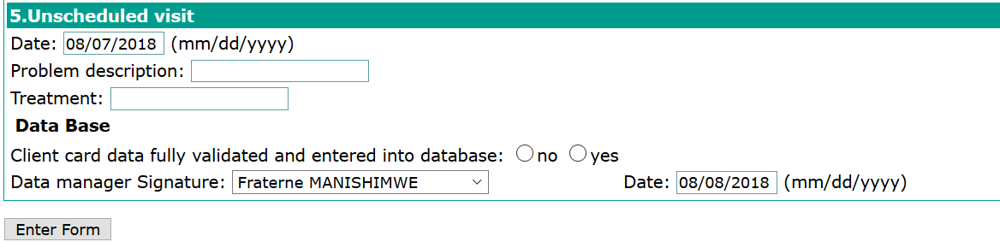 5.Unscheduled visit
Date: 08/07/2018 (mm/dd/yyyy)
Problem description:
Treatment:
Data Base
Client card data fully validated and entered into database: no yes
Data manager Signature: Fraterne MANISHIMWE Date: 08/08/2018 (mm/dd/yyyy)
Enter Form